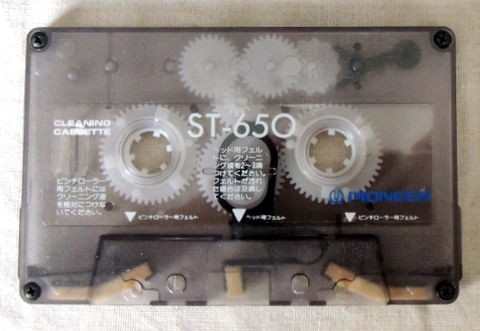 CLEANING
CASSETTE
ST-650
ピンチローラー
用フェルトには
クリーニング液
を絶対につけな
いでください。
ヘッド用フェル
トに、クリーニ
ング液を2〜3滴
つけてください。
フェルトが汚れ
た場合は交換し
てください。
PIONEER
ピンチローラー用フェルト
ヘッド用フェルト
ピンチローラー用フェルト